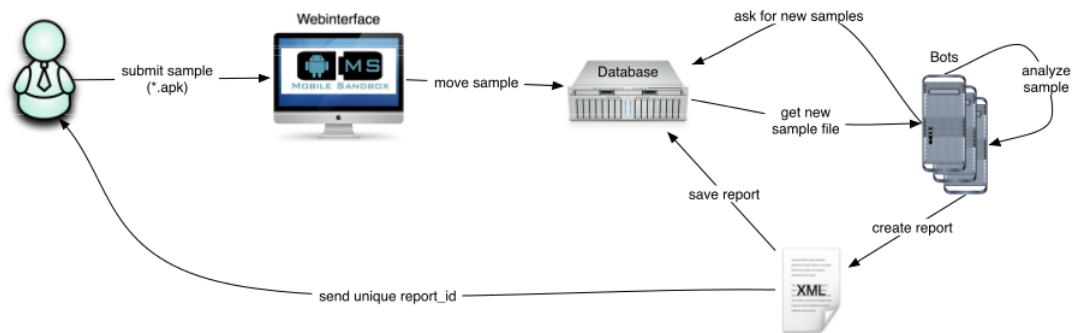 Webinterface
ask for new samples
Bots
analyze
sample
submit sample
(*.apk)
MS
MOBILE SANDBOX
move sample
Database
get new
sample file
save report
create report
XML
send unique report_id